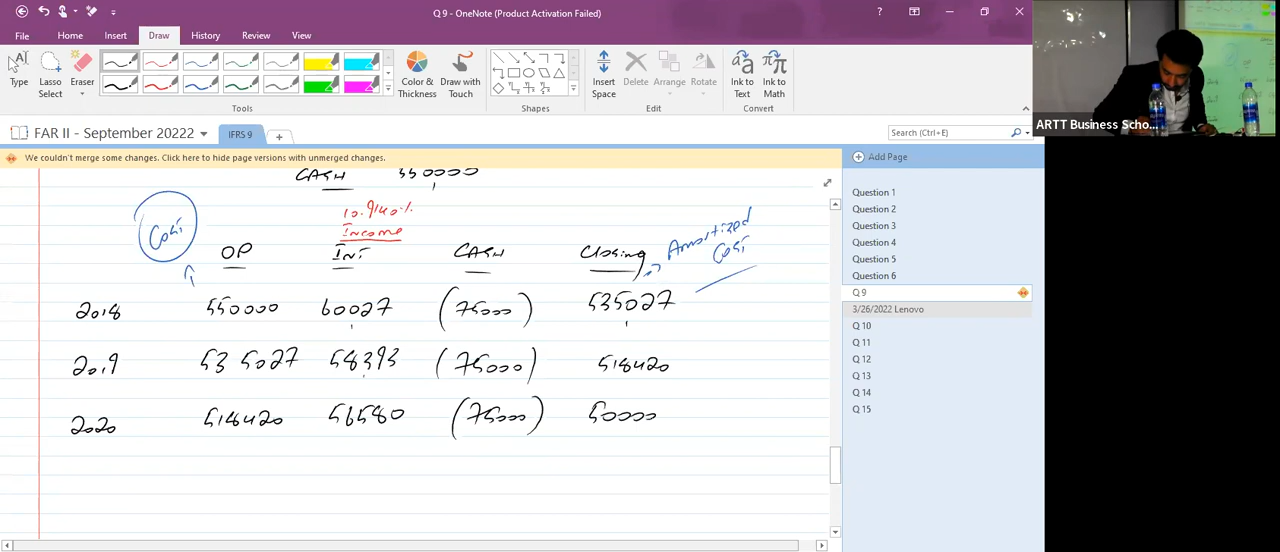 Q 9 - OneNote (Product Activation Failed)
?
File Home Insert Draw History Review View
Type
Lasso Select
Eraser
Color & Thickness
Draw with Touch
Insert Space
Delete
Arrange
Rotate
Ink to Text
Ink to Math
Tools
Shapes
Edit
Convert
FAR II - September 20222
IFRS 9
Search (Ctrl+E)
We couldn't merge some changes. Click here to hide page versions with unmerged changes.
Add Page
Question 1
Question 2
Question 3
Question 4
Question 5
Question 6
Q 9
3/26/2022 Lenovo
Q 10
Q 11
Q 12
Q 13
Q 14
Q 15
ARTT Business Scho...
CASH 550000
10.9140%
Income
Cost
Amortized Cost
OP INT CASH Closing
2018 550000 60027 (75000) 535027
2019 535027 58393 (75000) 518420
2020 518420 56580 (75000) 50000